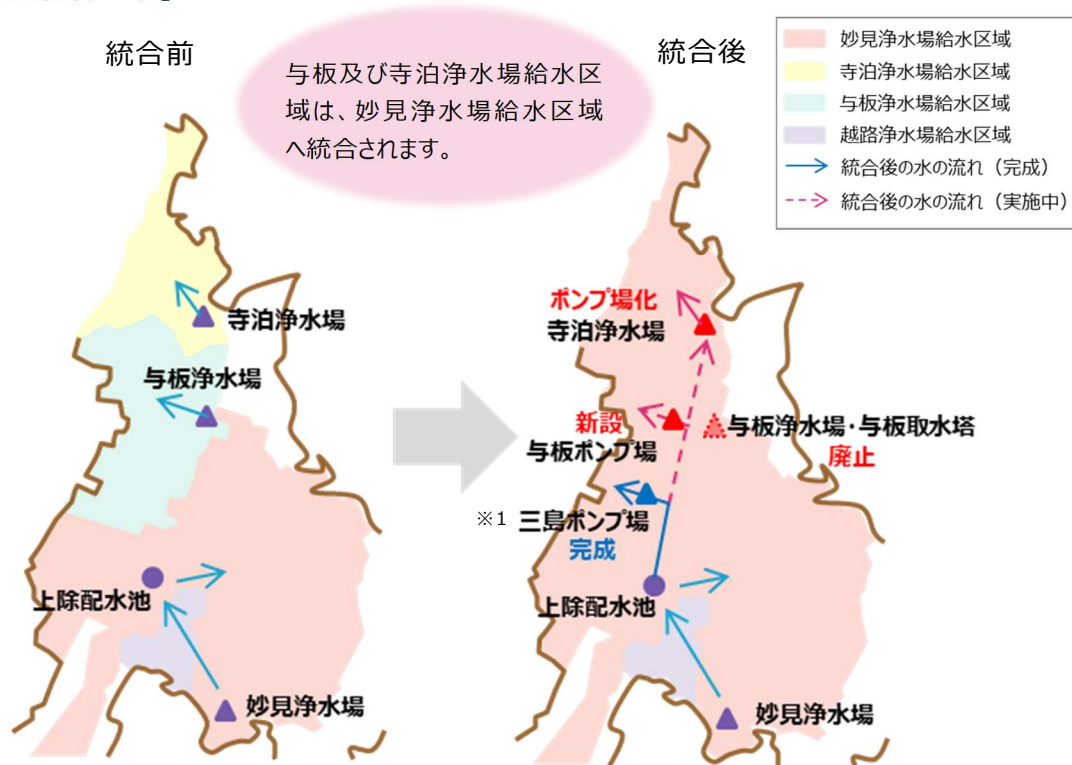 統合前
与板及び寺泊浄水場給水区
域は、妙見浄水場給水区域
へ統合されます。
統合後
妙見浄水場給水区域
寺泊浄水場給水区域
与板浄水場給水区域
越路浄水場給水区域
統合後の水の流れ（完成）
統合後の水の流れ（実施中）
寺泊浄水場
与板浄水場
上除配水池
妙見浄水場
ポンプ場化
寺泊浄水場
新設
与板ポンプ場
与板浄水場・与板取水塔
廃止
※1 三島ポンプ場
完成
上除配水池
妙見浄水場